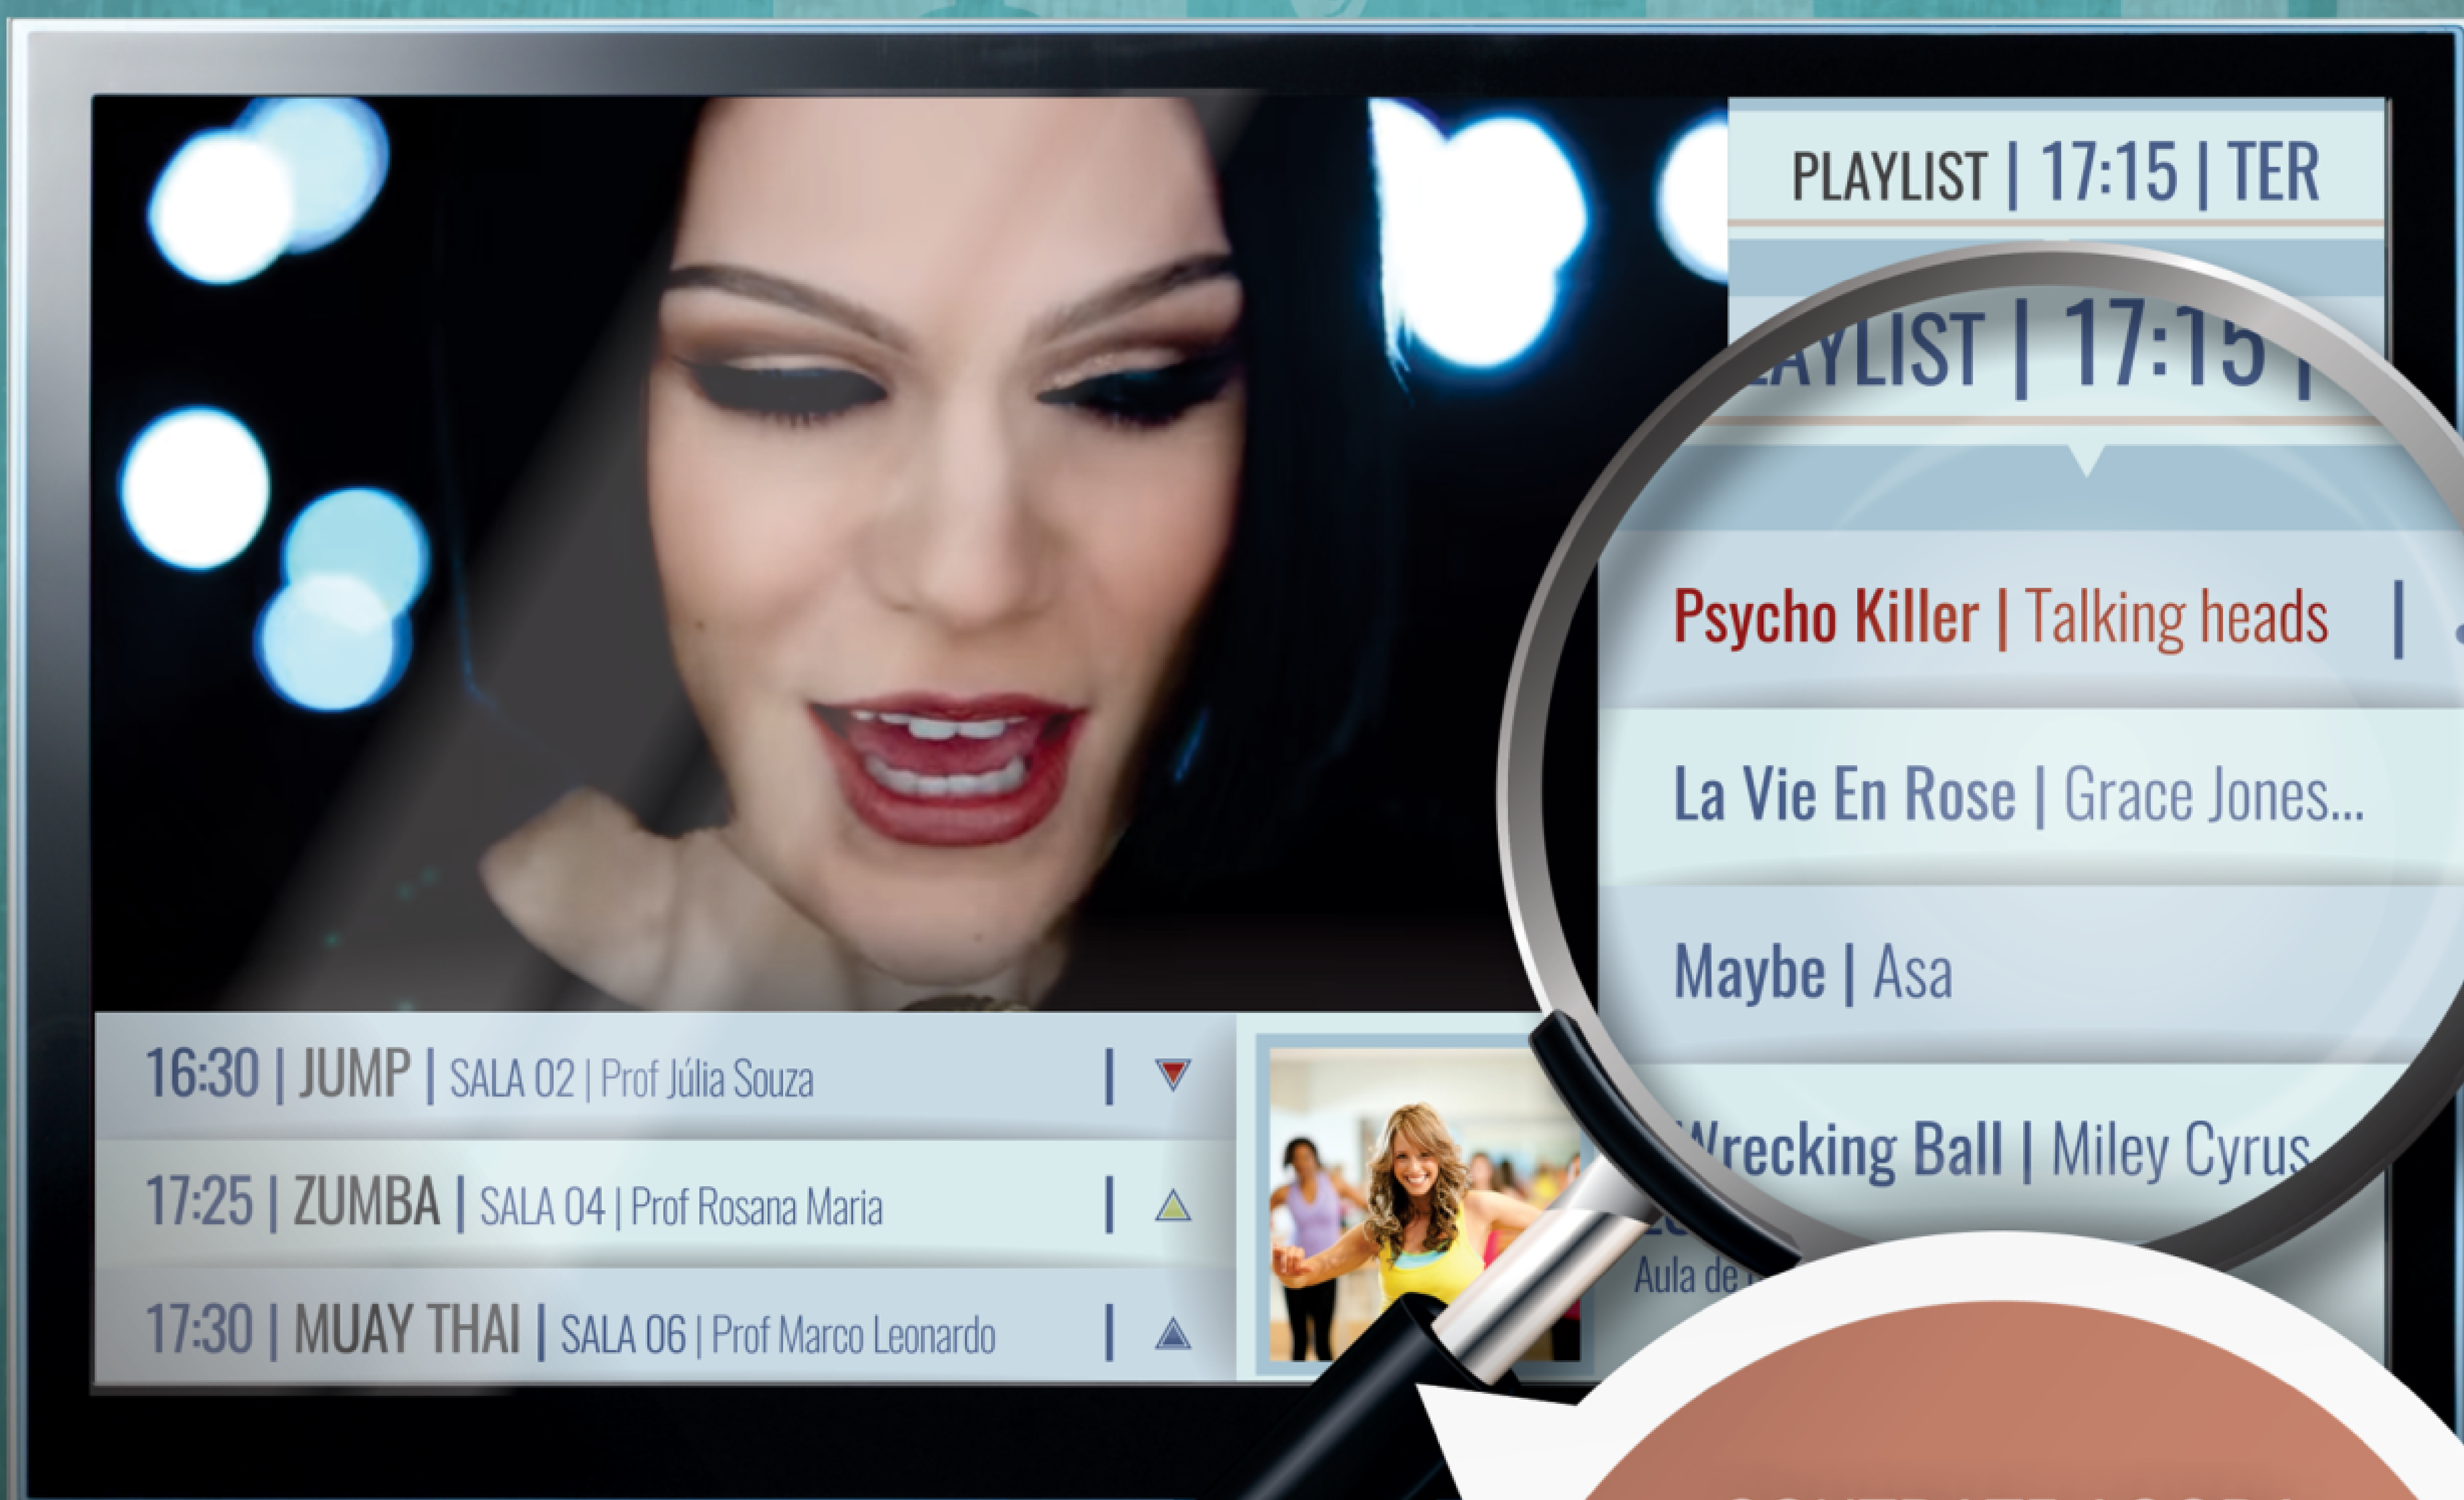 PLAYLIST | 17:15 | TER
PLAYLIST | 17:15 |
Psycho Killer | Talking heads |
La Vie En Rose | Grace Jones...
Maybe | Asa
Wrecking Ball | Miley Cyrus
16:30 | JUMP | SALA 02 | Prof Júlia Souza |
17:25 | ZUMBA | SALA 04 | Prof Rosana Maria |
17:30 | MUAY THAI | SALA 06 | Prof Marco Leonardo |
Aula de